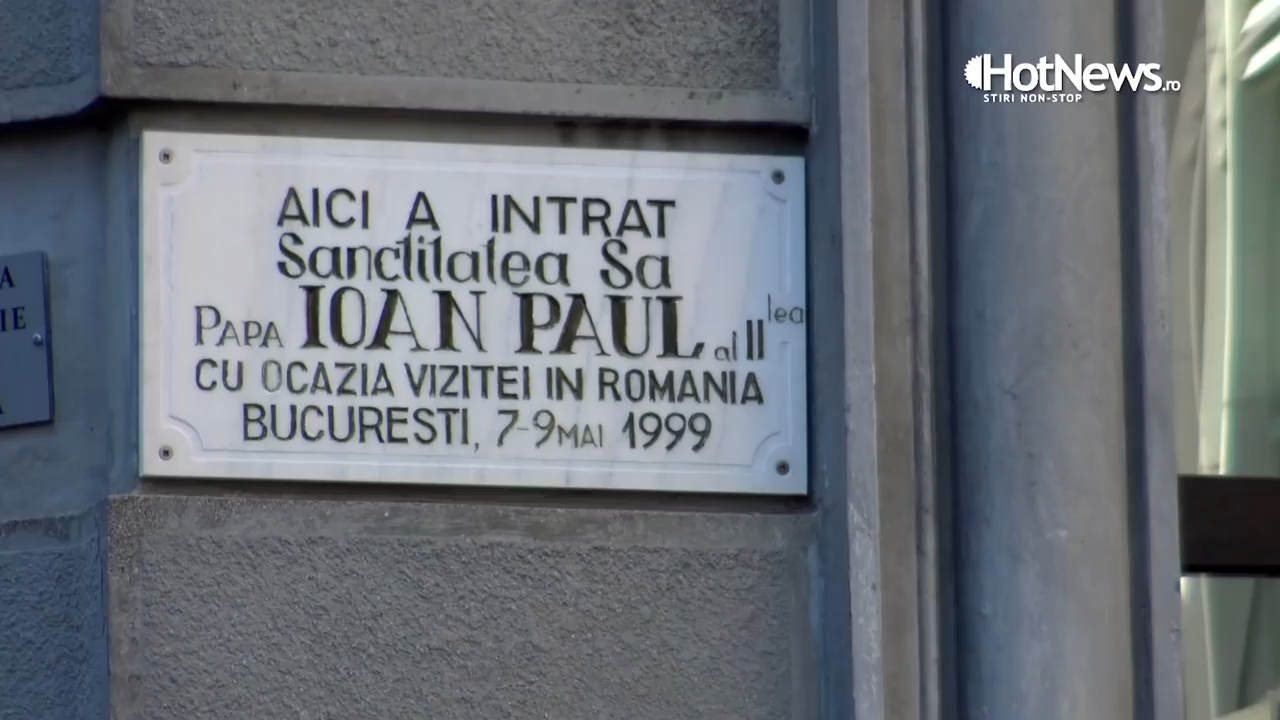 HotNews.ro
STIRI NON-STOP
AICI A INTRAT
Sanctitatea Sa
PAPA IOAN PAUL al II lea
CU OCAZIA VIZITEI IN ROMANIA
BUCURESTI, 7-9 MAI 1999
A
IE
A